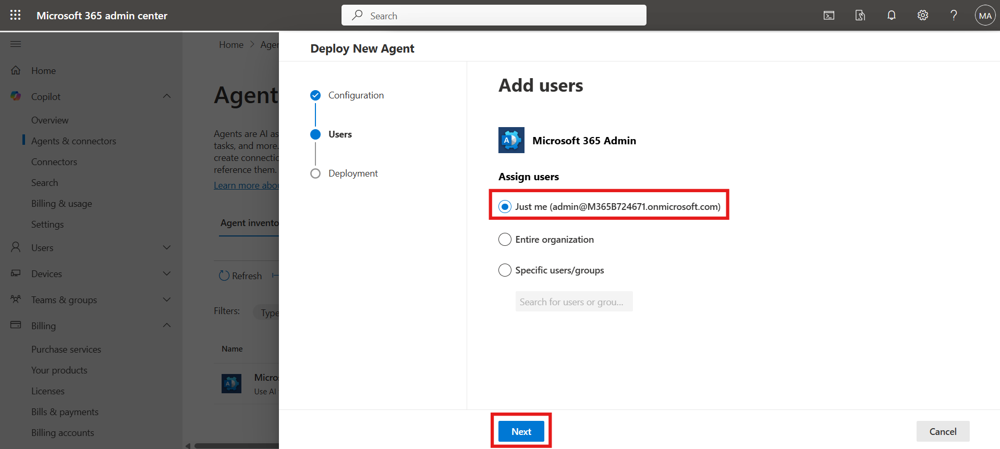 Microsoft 365 admin center
Search
MA
Home
Copilot
Overview
Agents & connectors
Connectors
Search
Billing & usage
Settings
Users
Devices
Teams & groups
Billing
Purchase services
Your products
Licenses
Bills & payments
Billing accounts
Home > Agen
Agent
Agents are AI as
tasks, and more.
create connectio
reference them.
Learn more abou
Agent invento
Refresh
Filters: Type
Name
Micros
Use AI
Deploy New Agent
Configuration
Users
Deployment
Add users
Microsoft 365 Admin
Assign users
Just me (admin@M365B724671.onmicrosoft.com)
Entire organization
Specific users/groups
Search for users or grou...
Next
Cancel